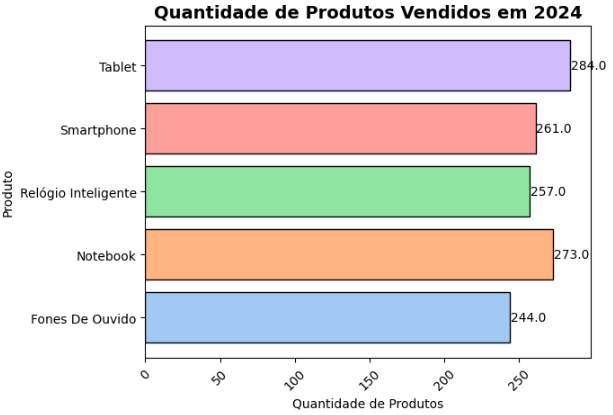 Quantidade de Produtos Vendidos em 2024
Produto
Tablet
284.0
Smartphone
261.0
Relógio Inteligente
257.0
Notebook
273.0
Fones De Ouvido
244.0
0 50 100 150 200 250
Quantidade de Produtos